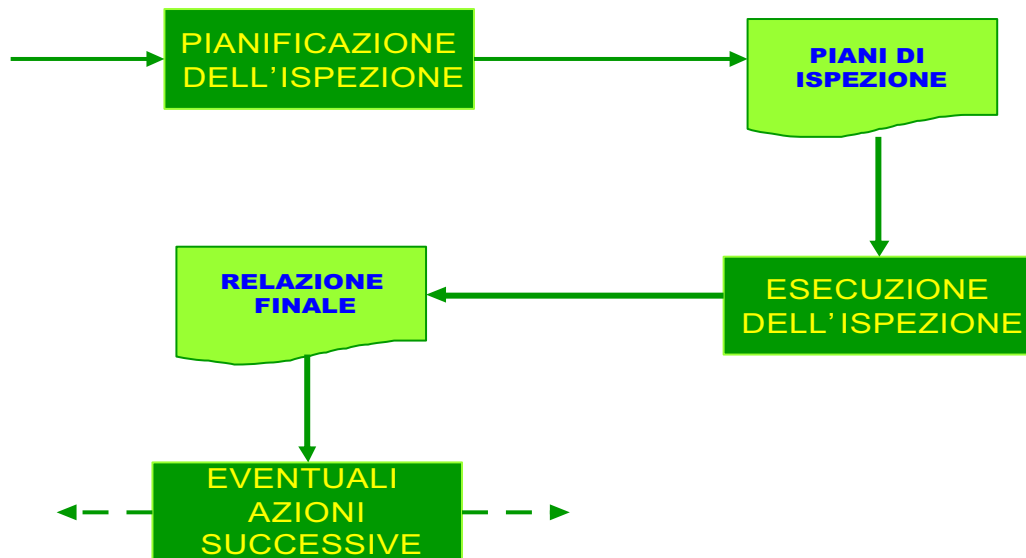 PIANIFICAZIONE
DELL’ISPEZIONE
PIANI DI
ISPEZIONE
ESECUZIONE
DELL’ISPEZIONE
RELAZIONE
FINALE
EVENTUALI
AZIONI
SUCCESSIVE